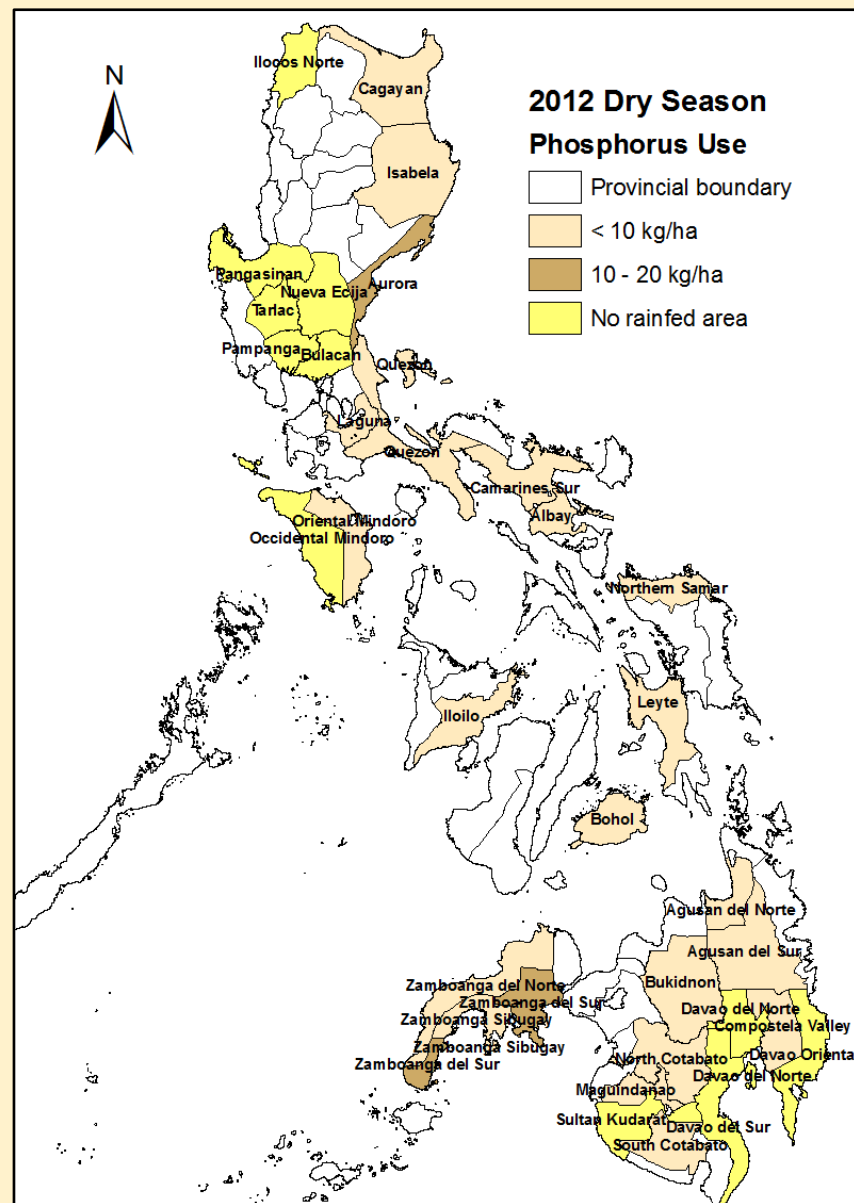 Ilocos Norte
N
Cagayan
2012 Dry Season
Phosphorus Use
Provincial boundary
< 10 kg/ha
10 - 20 kg/ha
No rainfed area
Isabela
Pangasinan
Nueva Ecija
Aurora
Tarlac
Pampanga
Bulacan
Quezon
Laguna
Quezon
Camarines Sur
Albay
Oriental Mindoro
Occidental Mindoro
Northern Samar
Iloilo
Leyte
Bohol
Agusan del Norte
Agusan del Sur
Bukidnon
Zamboanga del Norte
Zamboanga del Sur
Zamboanga Sibugay
Zamboanga Sibugay
Zamboanga del Sur
Davao del Norte
Compostela Valley
North Cotabato
Davao Oriental
Davao del Norte
Maguindanao
Sultan Kudarat
Davao del Sur
South Cotabato